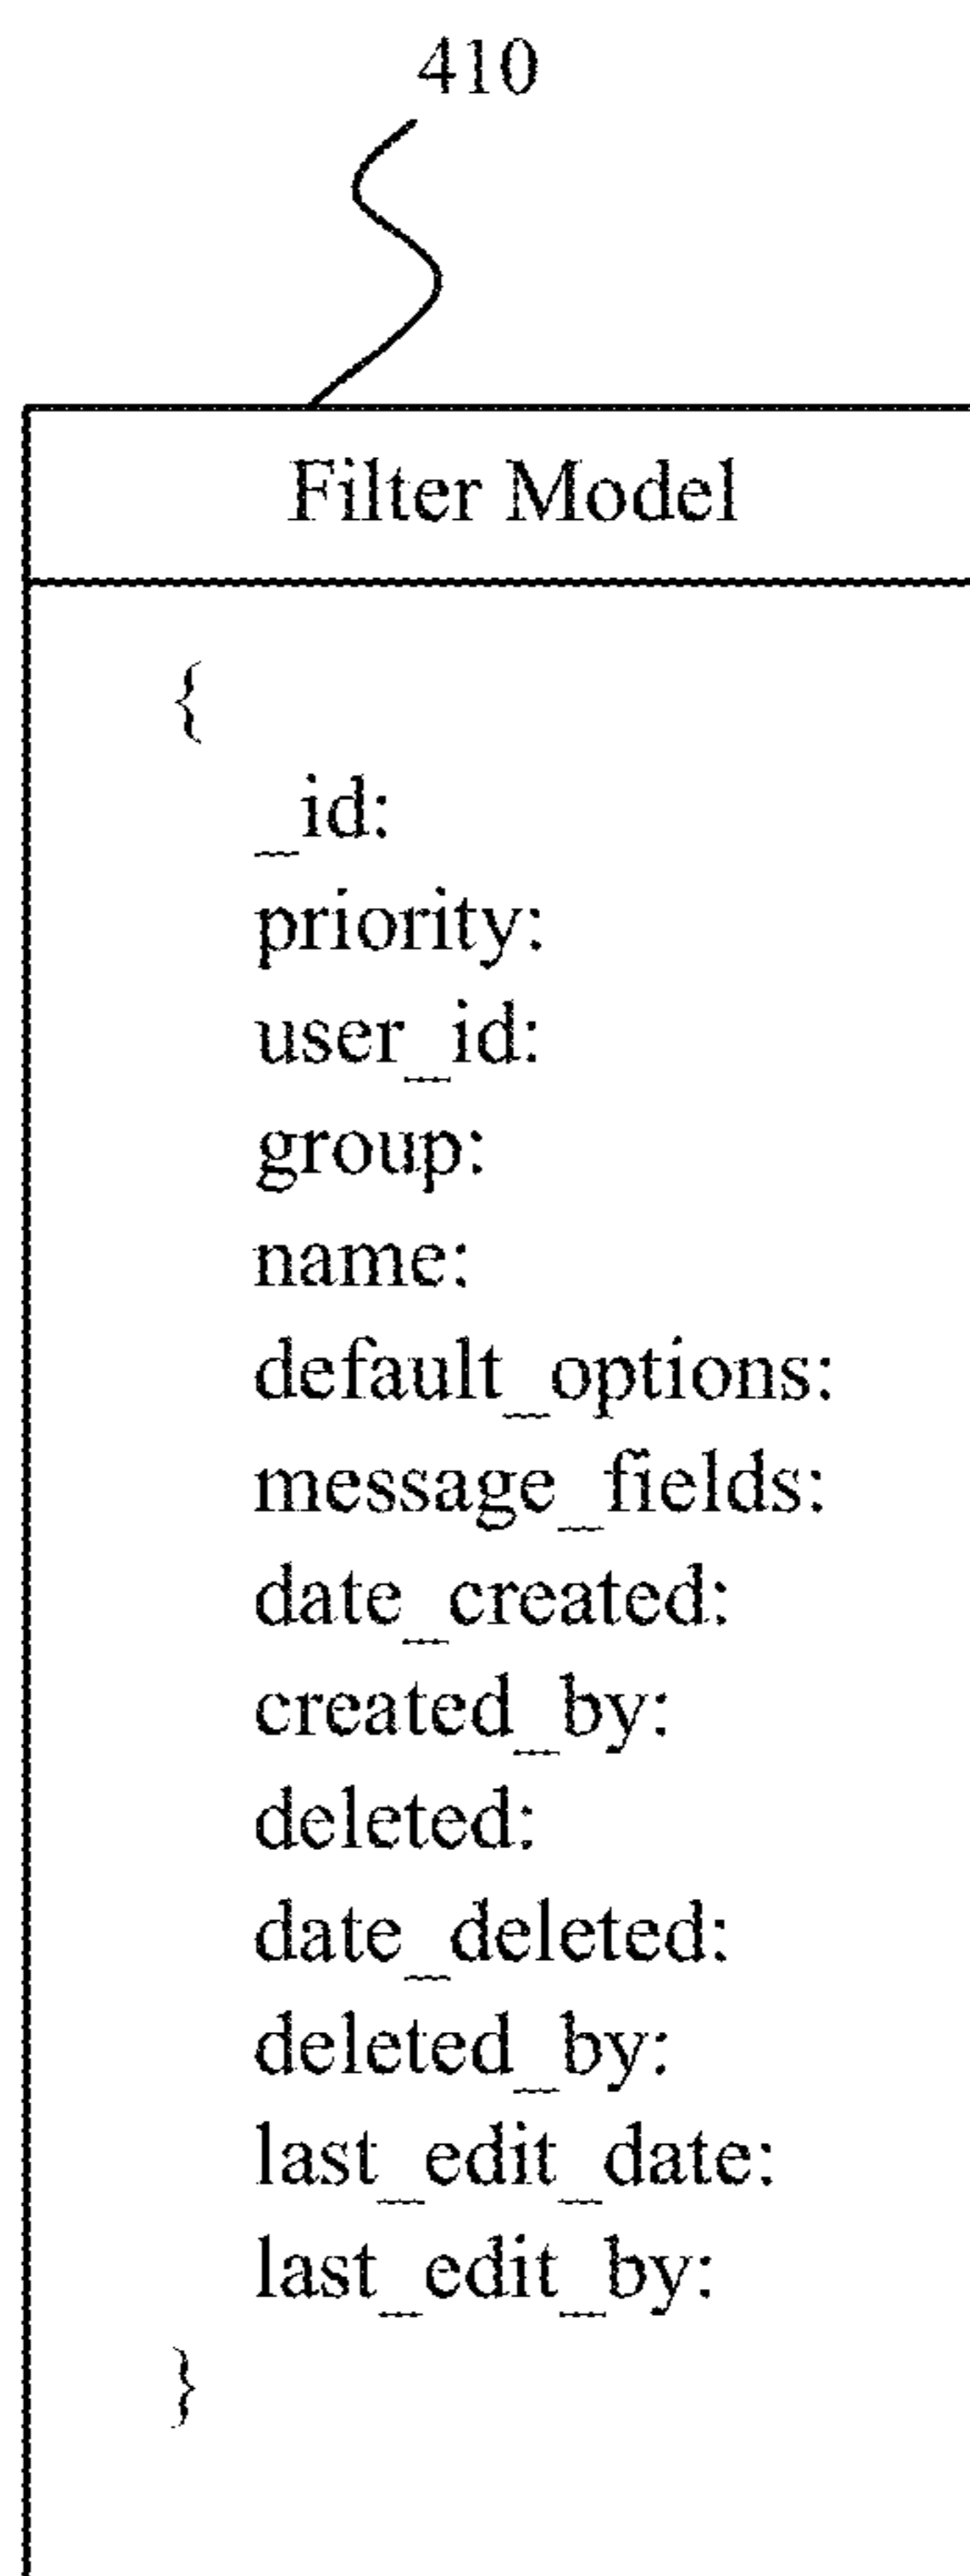 410
Filter Model
{
_id:
priority:
user_id:
group:
name:
default_options:
message_fields:
date_created:
created_by:
deleted:
date_deleted:
deleted_by:
last_edit_date:
last_edit_by:
}